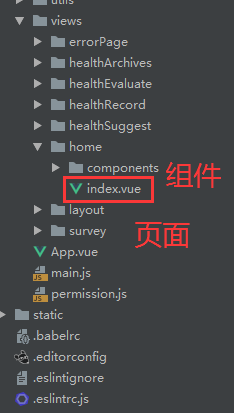 utils
views
errorPage
healthArchives
healthEvaluate
healthRecord
healthSuggest
home
components
组件
index.vue
layout
页面
survey
App.vue
main.js
permission.js
static
.babelrc
.editorconfig
.eslintignore
.eslintrc.js